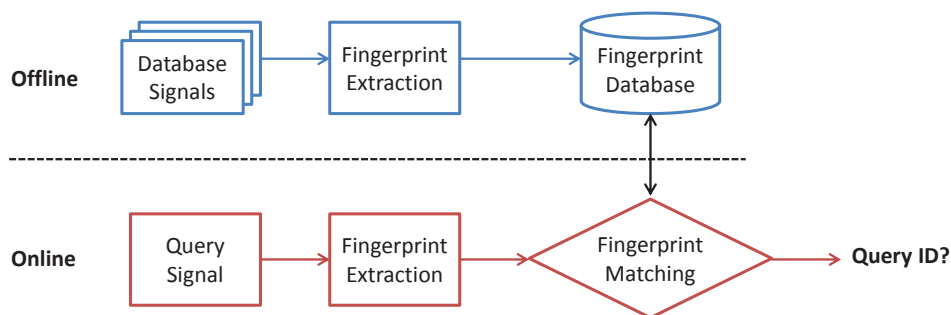 Offline
Database
Signals
Fingerprint
Extraction
Fingerprint
Database
Online
Query
Signal
Fingerprint
Extraction
Fingerprint
Matching
Query ID?